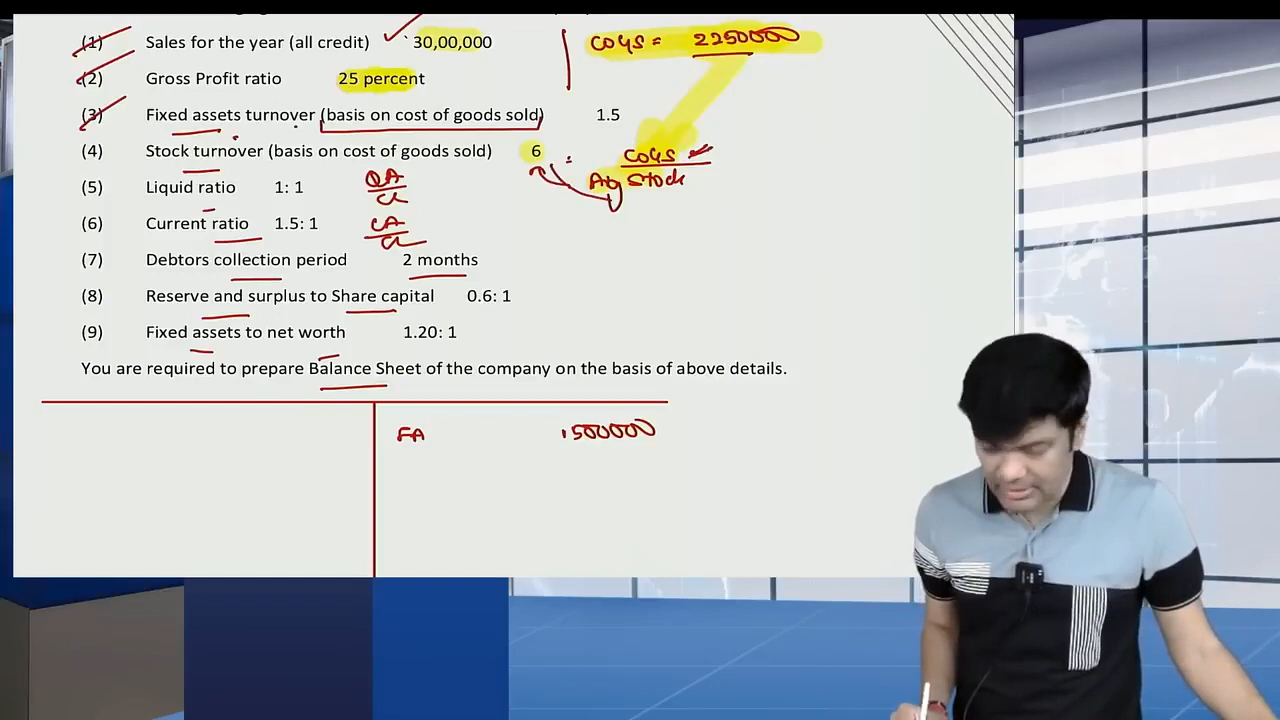 (1) Sales for the year (all credit) ` 30,00,000 COGS = 2250000
(2) Gross Profit ratio 25 percent
(3) Fixed assets turnover (basis on cost of goods sold) 1.5
(4) Stock turnover (basis on cost of goods sold) 6 = COGS
Avg Stock
(5) Liquid ratio 1: 1 QA
CL
(6) Current ratio 1.5: 1 CA
CL
(7) Debtors collection period 2 months
(8) Reserve and surplus to Share capital 0.6: 1
(9) Fixed assets to net worth 1.20: 1
You are required to prepare Balance Sheet of the company on the basis of above details.
FA 1500000